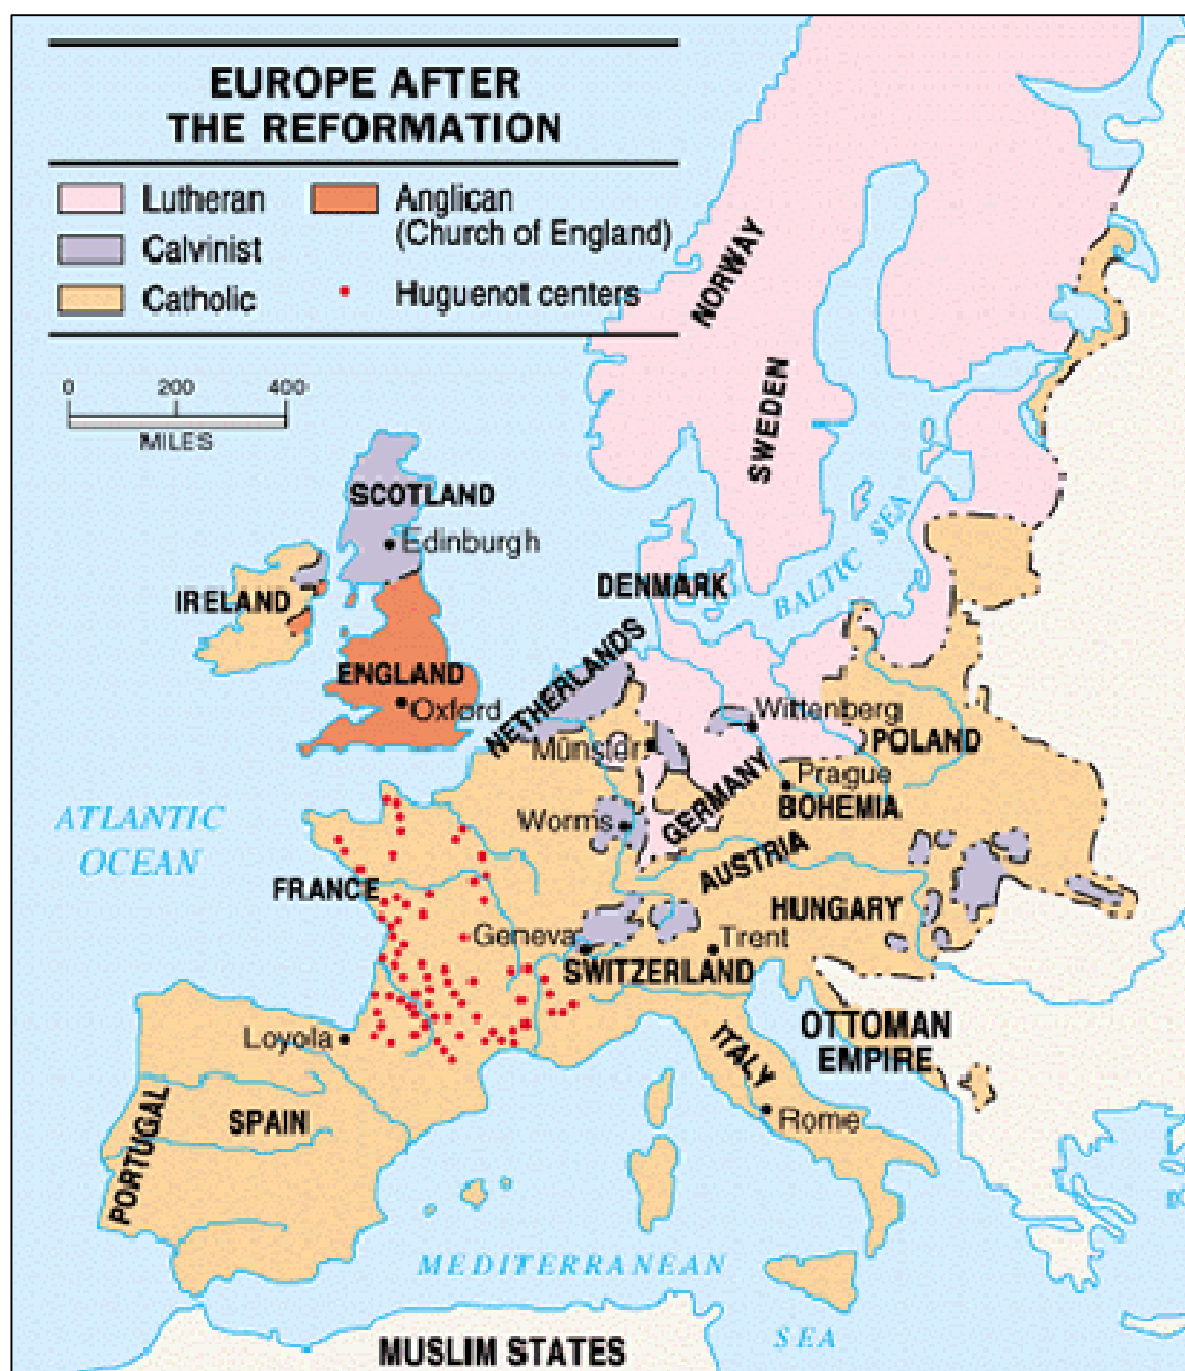 EUROPE AFTER
THE REFORMATION
Lutheran
Calvinist
Catholic
Anglican
(Church of England)
Huguenot centers
0 200 400
MILES
NORWAY
SWEDEN
SCOTLAND
Edinburgh
IRELAND
DENMARK
BALTIC SEA
ENGLAND
Oxford
NETHERLANDS
Münster
Wittenberg
POLAND
GERMANY
Prague
BOHEMIA
Worms
ATLANTIC
OCEAN
AUSTRIA
FRANCE
HUNGARY
Geneva
Trent
SWITZERLAND
Loyola
OTTOMAN
EMPIRE
ITALY
PORTUGAL
SPAIN
Rome
MEDITERRANEAN
SEA
MUSLIM STATES